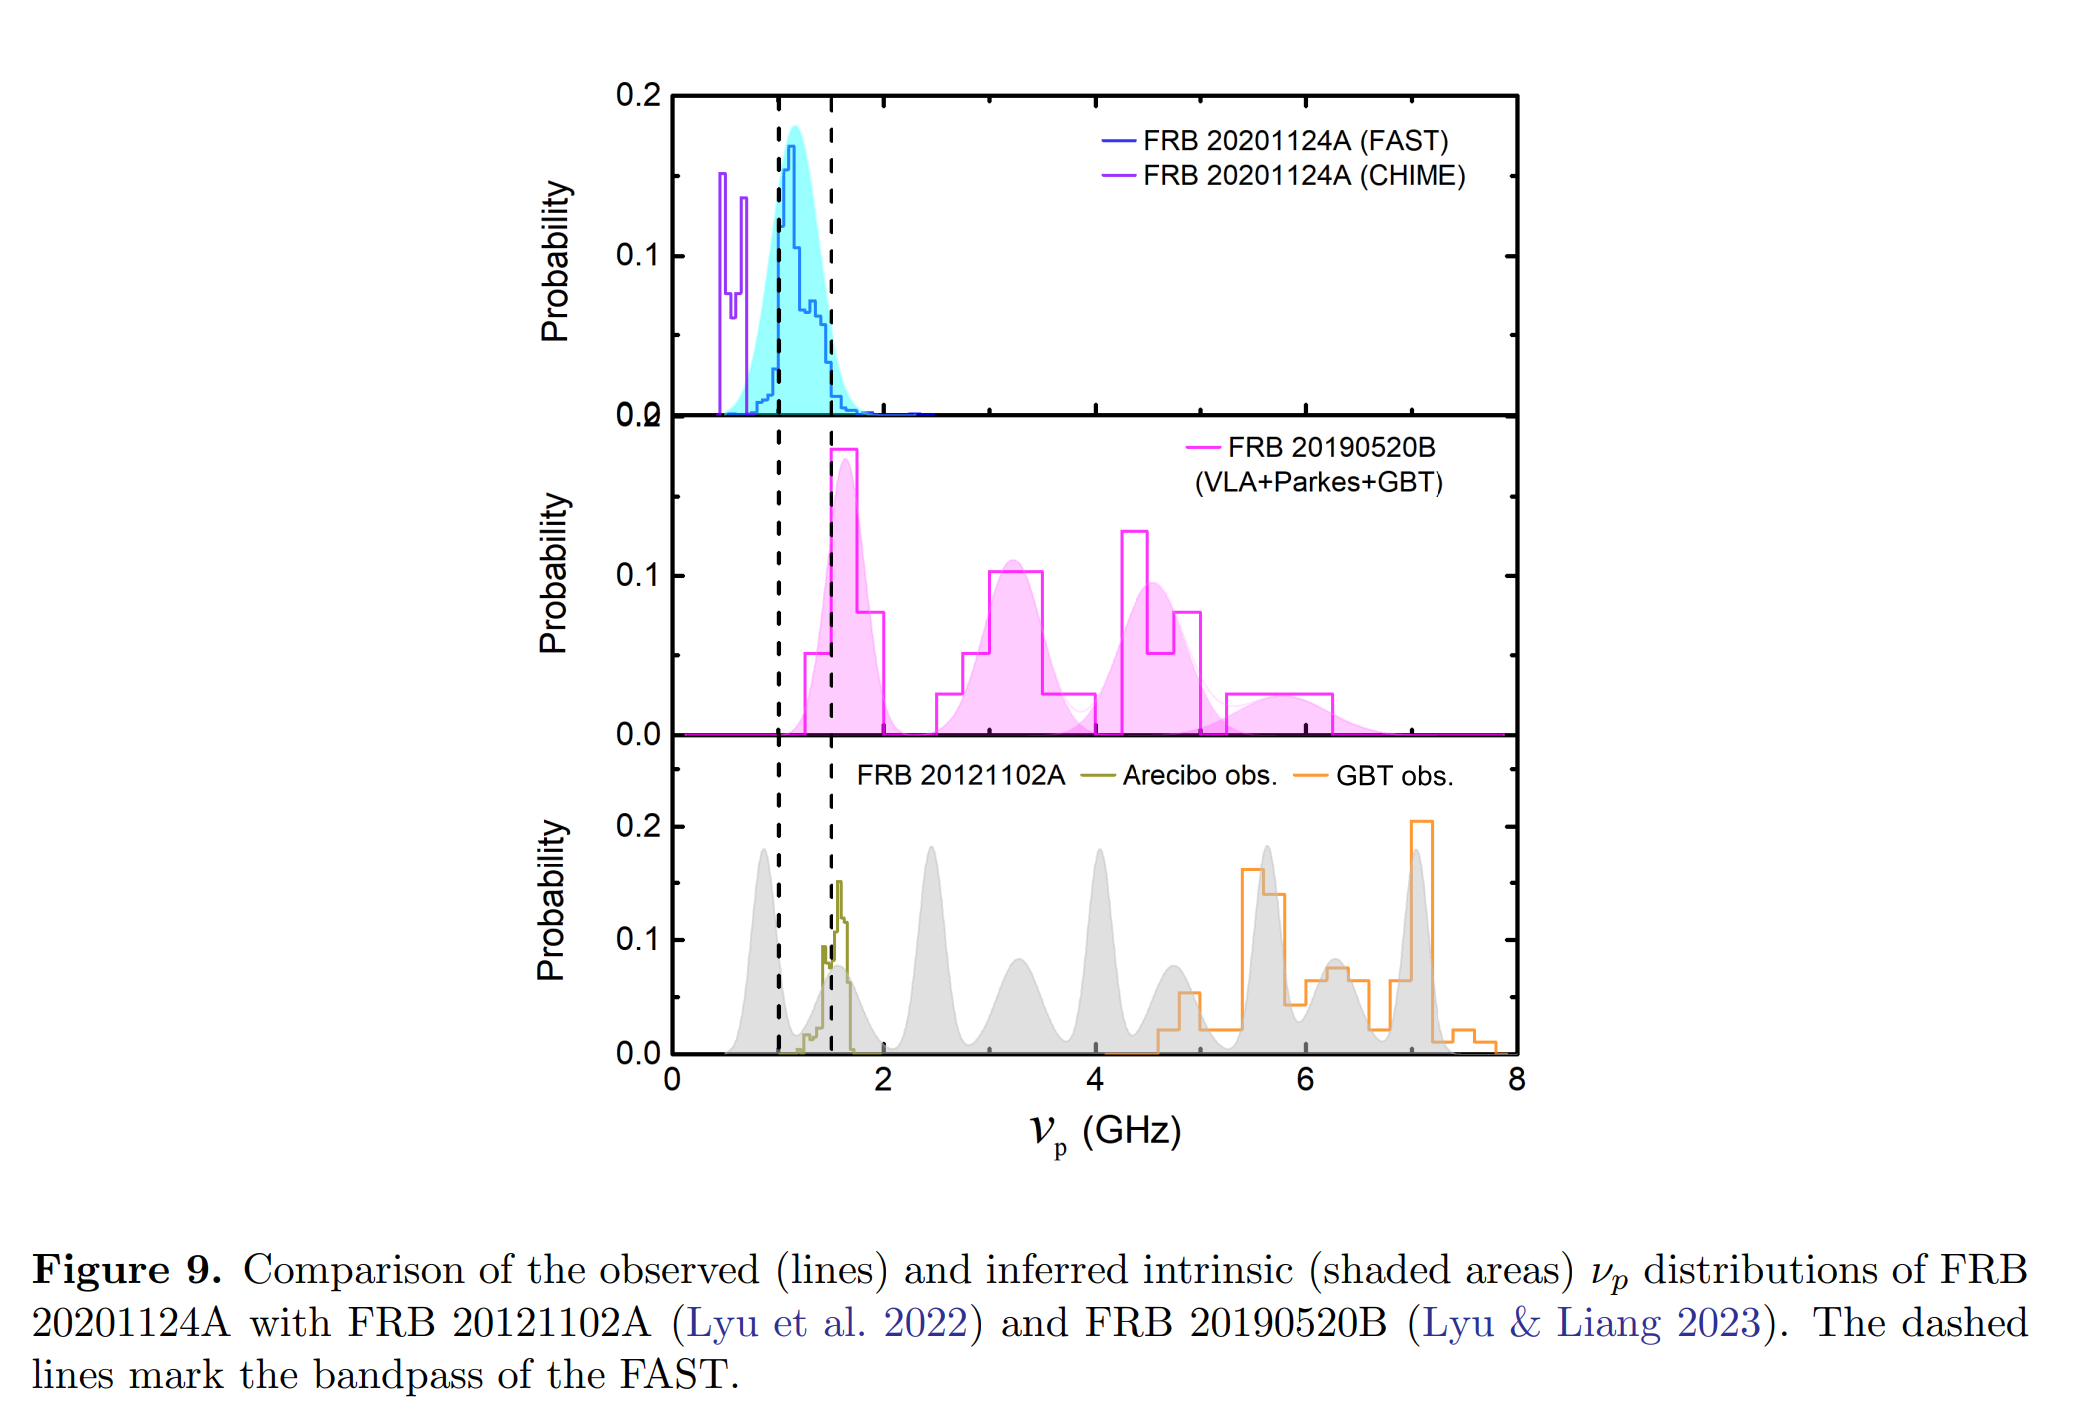 0.2
FRB 20201124A (FAST)
FRB 20201124A (CHIME)
0.1
Probability
0.0
0.2
FRB 20190520B
(VLA+Parkes+GBT)
0.1
Probability
0.0
FRB 20121102A Arecibo obs. GBT obs.
0.2
0.1
Probability
0.0
0 2 4 6 8
νp (GHz)
Figure 9. Comparison of the observed (lines) and inferred intrinsic (shaded areas) νp distributions of FRB
20201124A with FRB 20121102A (Lyu et al. 2022) and FRB 20190520B (Lyu & Liang 2023). The dashed
lines mark the bandpass of the FAST.